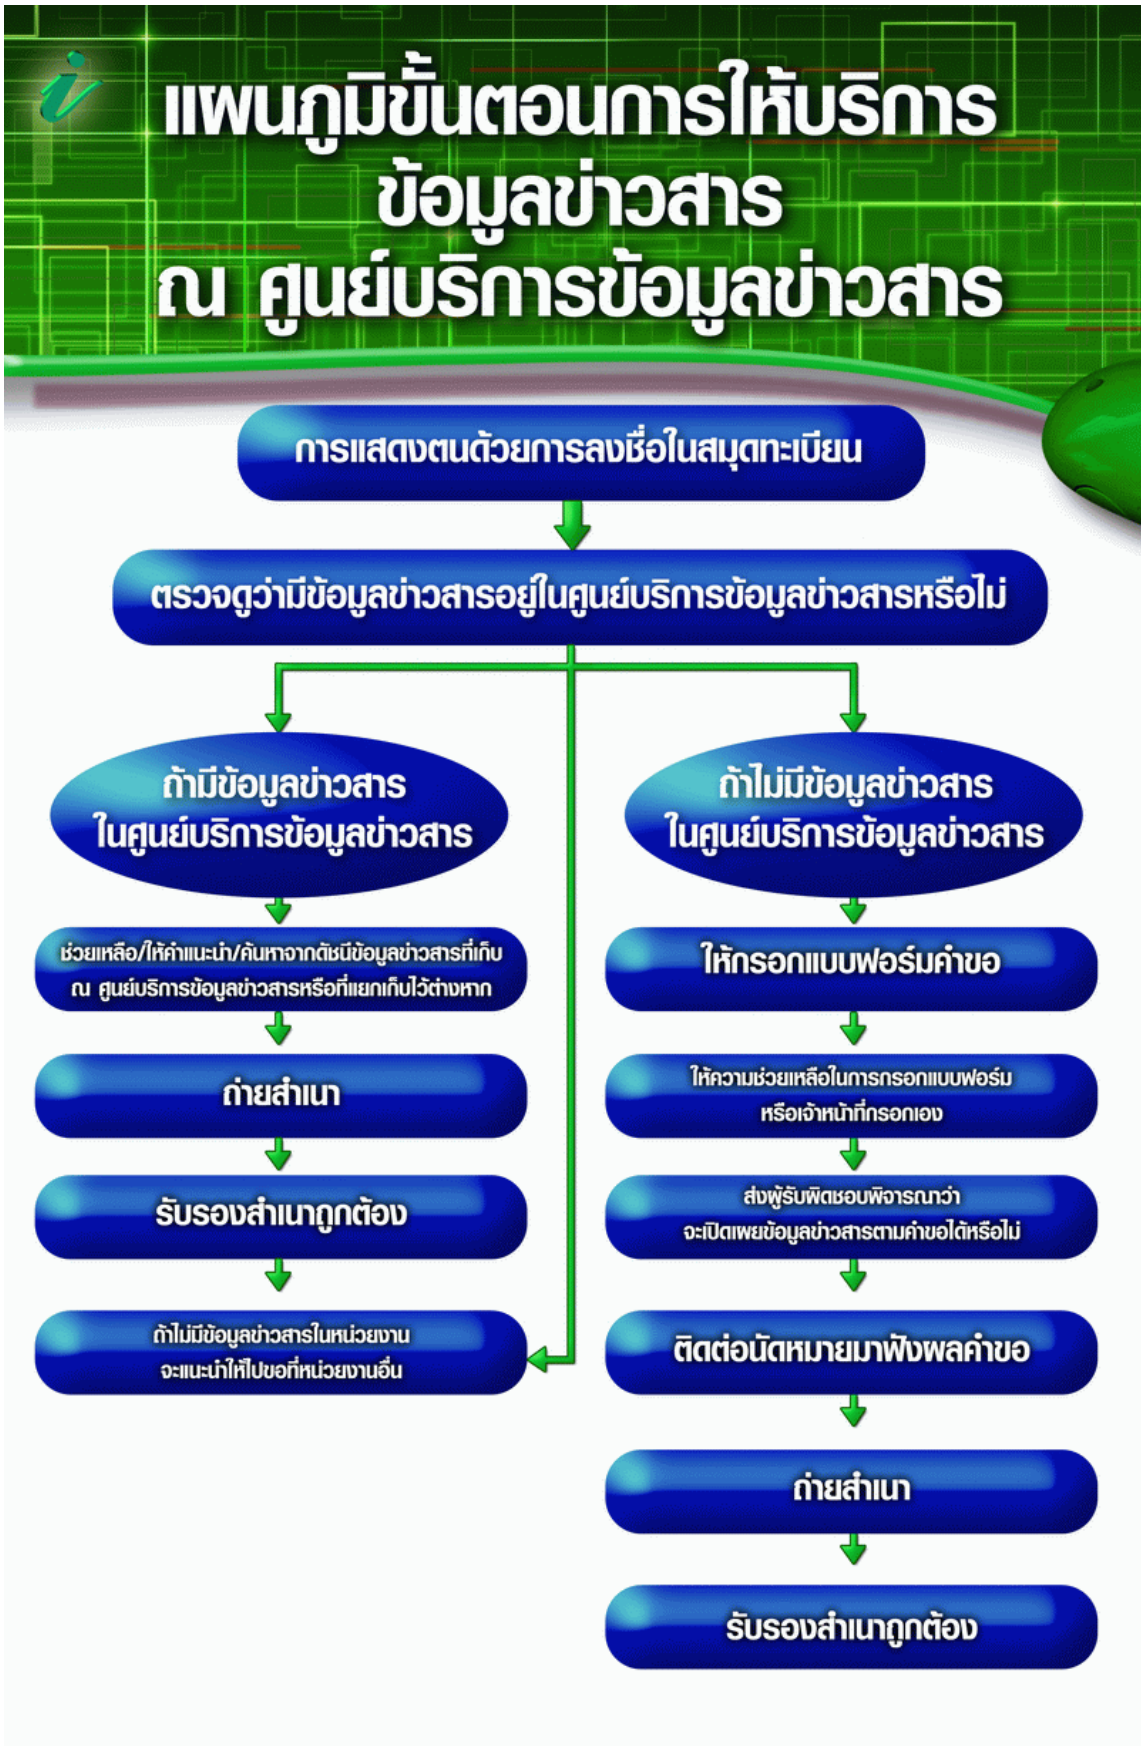 แผนภูมิขั้นตอนการให้บริการ
ข้อมูลข่าวสาร
ณ ศูนย์บริการข้อมูลข่าวสาร
การแสดงตนด้วยการลงชื่อในสมุดทะเบียน
ตรวจดูว่ามีข้อมูลข่าวสารอยู่ในศูนย์บริการข้อมูลข่าวสารหรือไม่
ถ้ามีข้อมูลข่าวสาร
ในศูนย์บริการข้อมูลข่าวสาร
ช่วยเหลือ/ให้คำแนะนำ/ค้นหาจากดัชนีข้อมูลข่าวสารที่เก็บ
ณ ศูนย์บริการข้อมูลข่าวสารหรือที่แยกเก็บไว้ต่างหาก
ถ่ายสำเนา
รับรองสำเนาถูกต้อง
ถ้าไม่มีข้อมูลข่าวสารในหน่วยงาน
จะแนะนำให้ไปขอที่หน่วยงานอื่น
ถ้าไม่มีข้อมูลข่าวสาร
ในศูนย์บริการข้อมูลข่าวสาร
ให้กรอกแบบฟอร์มคำขอ
ให้ความช่วยเหลือในการกรอกแบบฟอร์ม
หรือเจ้าหน้าที่กรอกเอง
ส่งผู้รับผิดชอบพิจารณาว่า
จะเปิดเผยข้อมูลข่าวสารตามคำขอได้หรือไม่
ติดต่อนัดหมายมาฟังผลคำขอ
ถ่ายสำเนา
รับรองสำเนาถูกต้อง